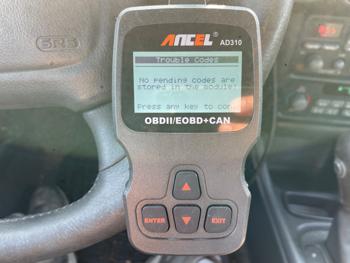 SRS
ANCEL
AD310
Trouble Codes
No pending codes are
stored in the module!
Press any key to con
OBDII/EOBD+CAN
ENTER
EXIT